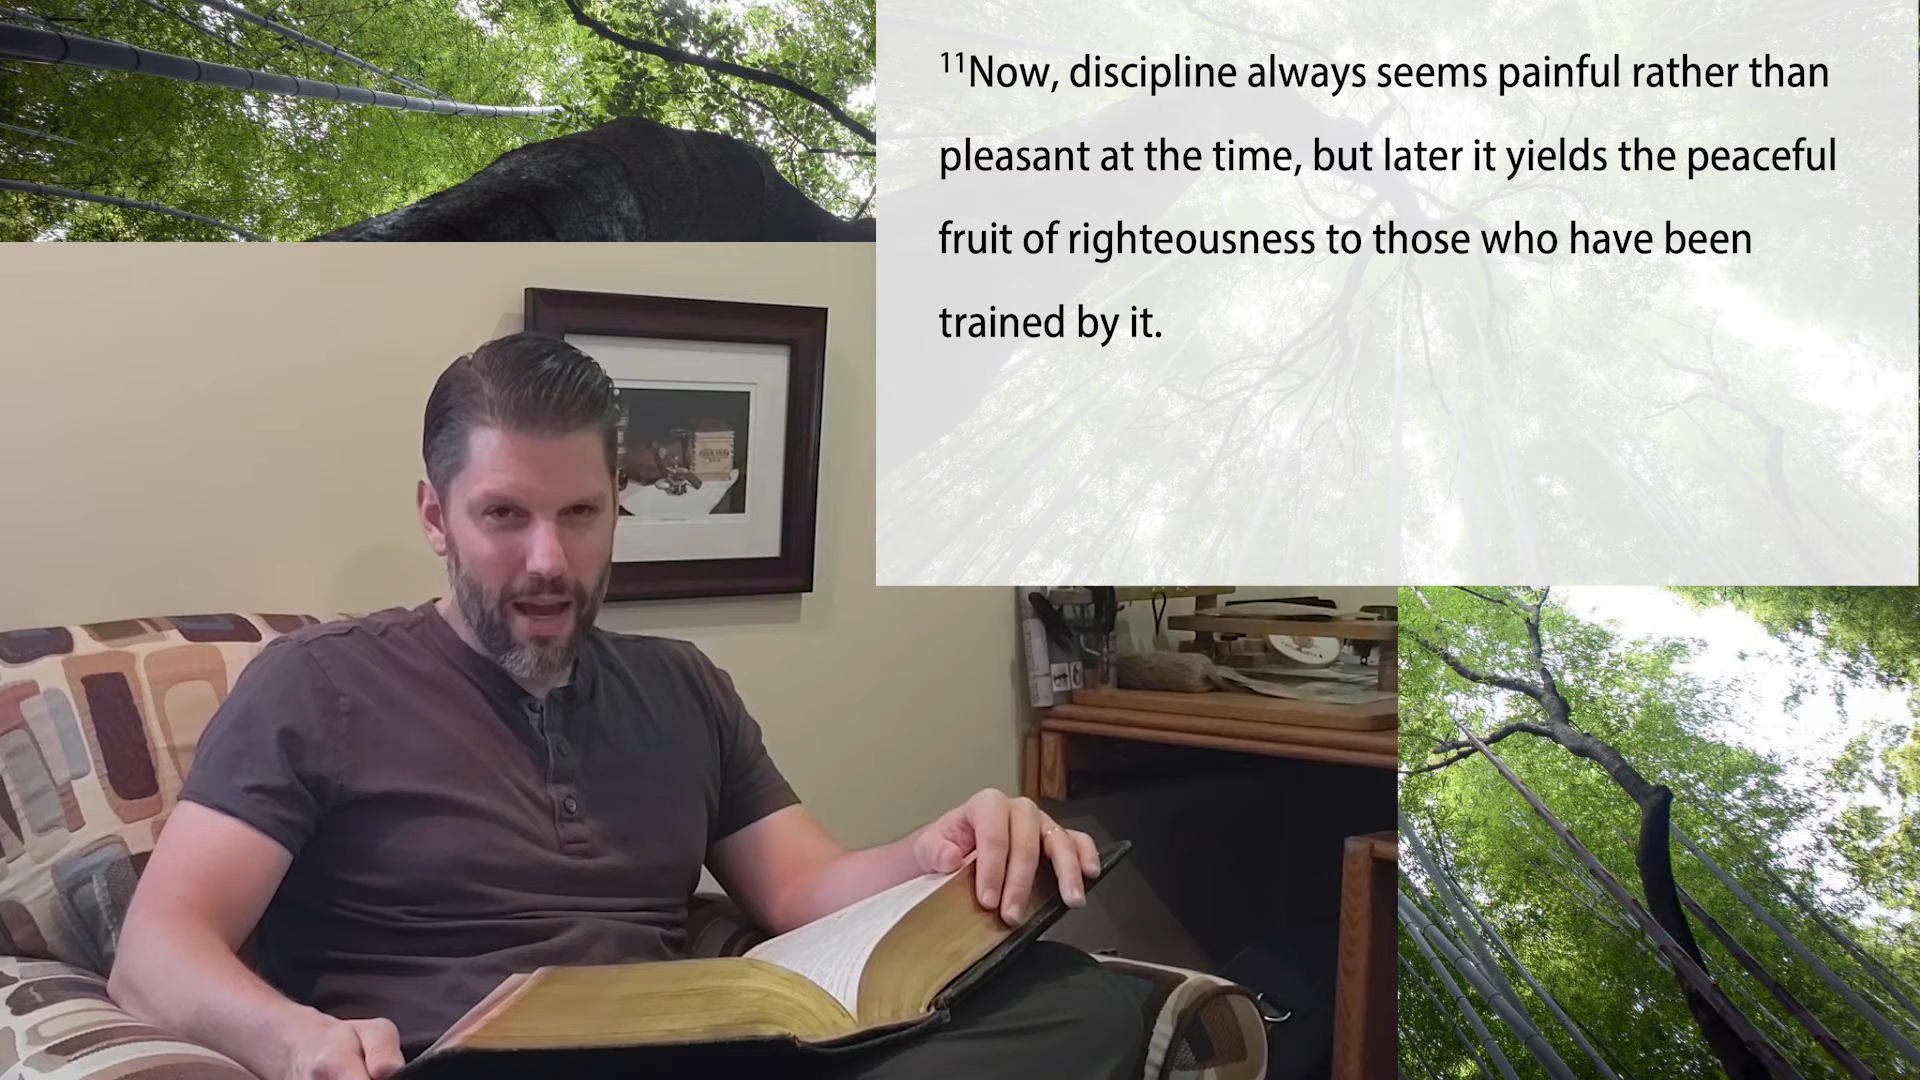 ¹¹Now, discipline always seems painful rather than
pleasant at the time, but later it yields the peaceful
fruit of righteousness to those who have been
trained by it.